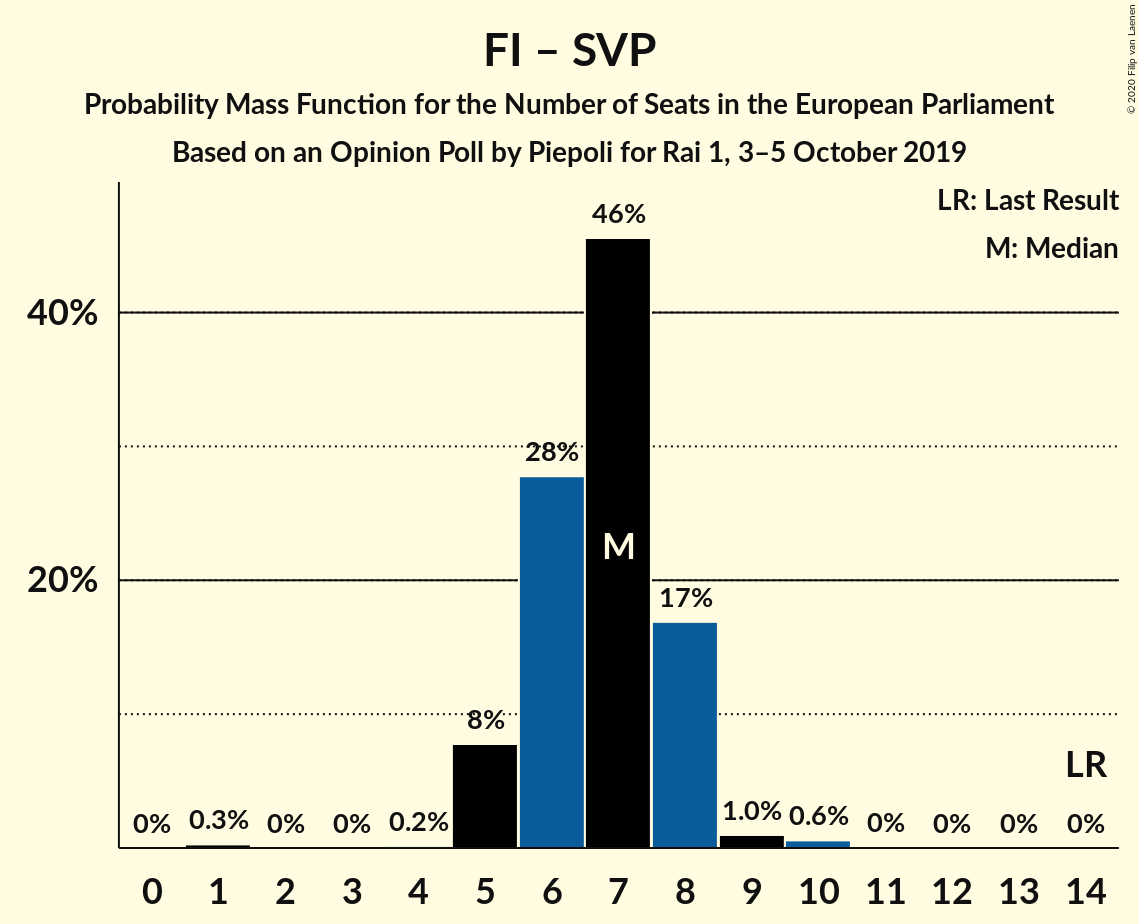 FI – SVP
Probability Mass Function for the Number of Seats in the European Parliament
Based on an Opinion Poll by Piepoli for Rai 1, 3–5 October 2019
© 2020 Filip van Laenen
LR: Last Result
M: Median
40%
20%
0% 0.3% 0% 0% 0.2% 8% 28% 46% 17% 1.0% 0.6% 0% 0% 0% 0%
M
LR
0 1 2 3 4 5 6 7 8 9 10 11 12 13 14